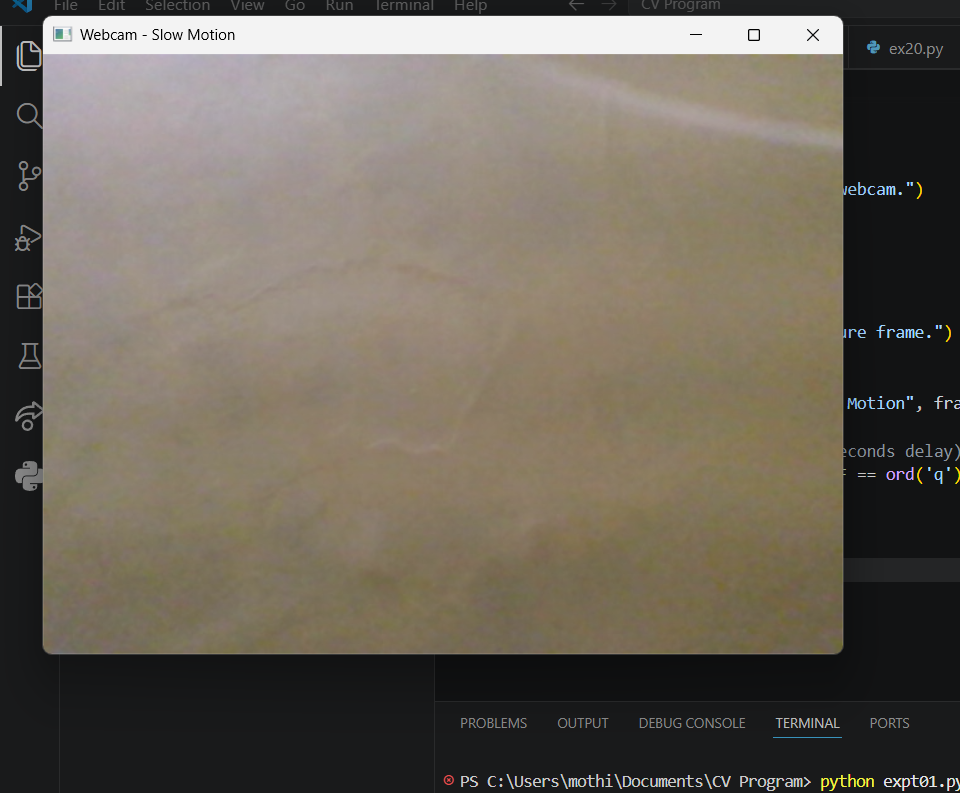 File Edit Selection View Go Run Terminal Help
CV Program
Webcam - Slow Motion
ex20.py
webcam.")
ure frame.")
Motion", fra
econds delay)
== ord('q')
PROBLEMS OUTPUT DEBUG CONSOLE TERMINAL PORTS
PS C:\Users\mothi\Documents\CV Program> python expt01.py